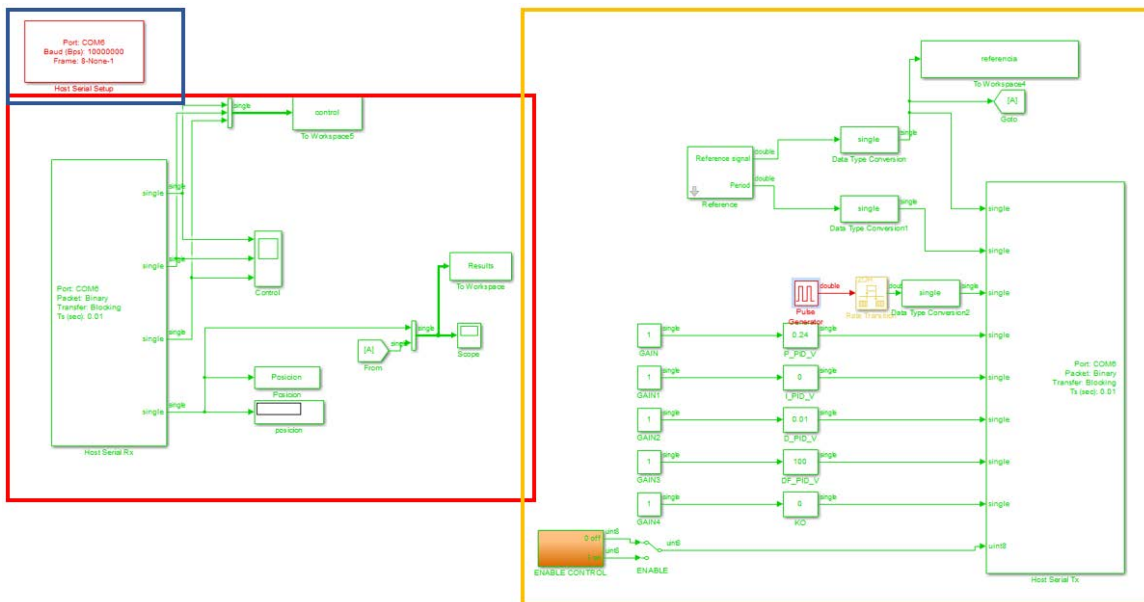 Port: COM6
Baud (Bps): 10000000
Frame: 8-None-1
Host Serial Setup
single
control
To Workspace5
single
single
single
single
single
single
single
single
Port: COM6
Packet: Binary
Transfer: Blocking
Ts (sec): 0.01
Host Serial Rx
Control
Results
To Workspace
single
Scope
[A]
From
Posicion
Posicion
posicion
referendia
To Workspace4
[A]
Goto
Reference signal
Period
Reference
double
double
single
single
Data Type Conversion
single
single
Data Type Conversion1
Pulse
Generator
double
ZOH
single
single
Data Type Conversion2
1
single
GAIN
0.24
single
P_PID_V
1
single
GAIN1
0
single
I_PID_V
1
single
GAIN2
0.01
single
D_PID_V
1
single
GAIN3
100
single
DF_PID_V
1
single
GAIN4
0
single
KO
0 off
uint8
uint8
ENABLE CONTROL
uint8
ENABLE
single
single
single
single
single
single
single
single
uint8
Port: COM6
Packet: Binary
Transfer: Blocking
Ts (sec): 0.01
Host Serial Tx